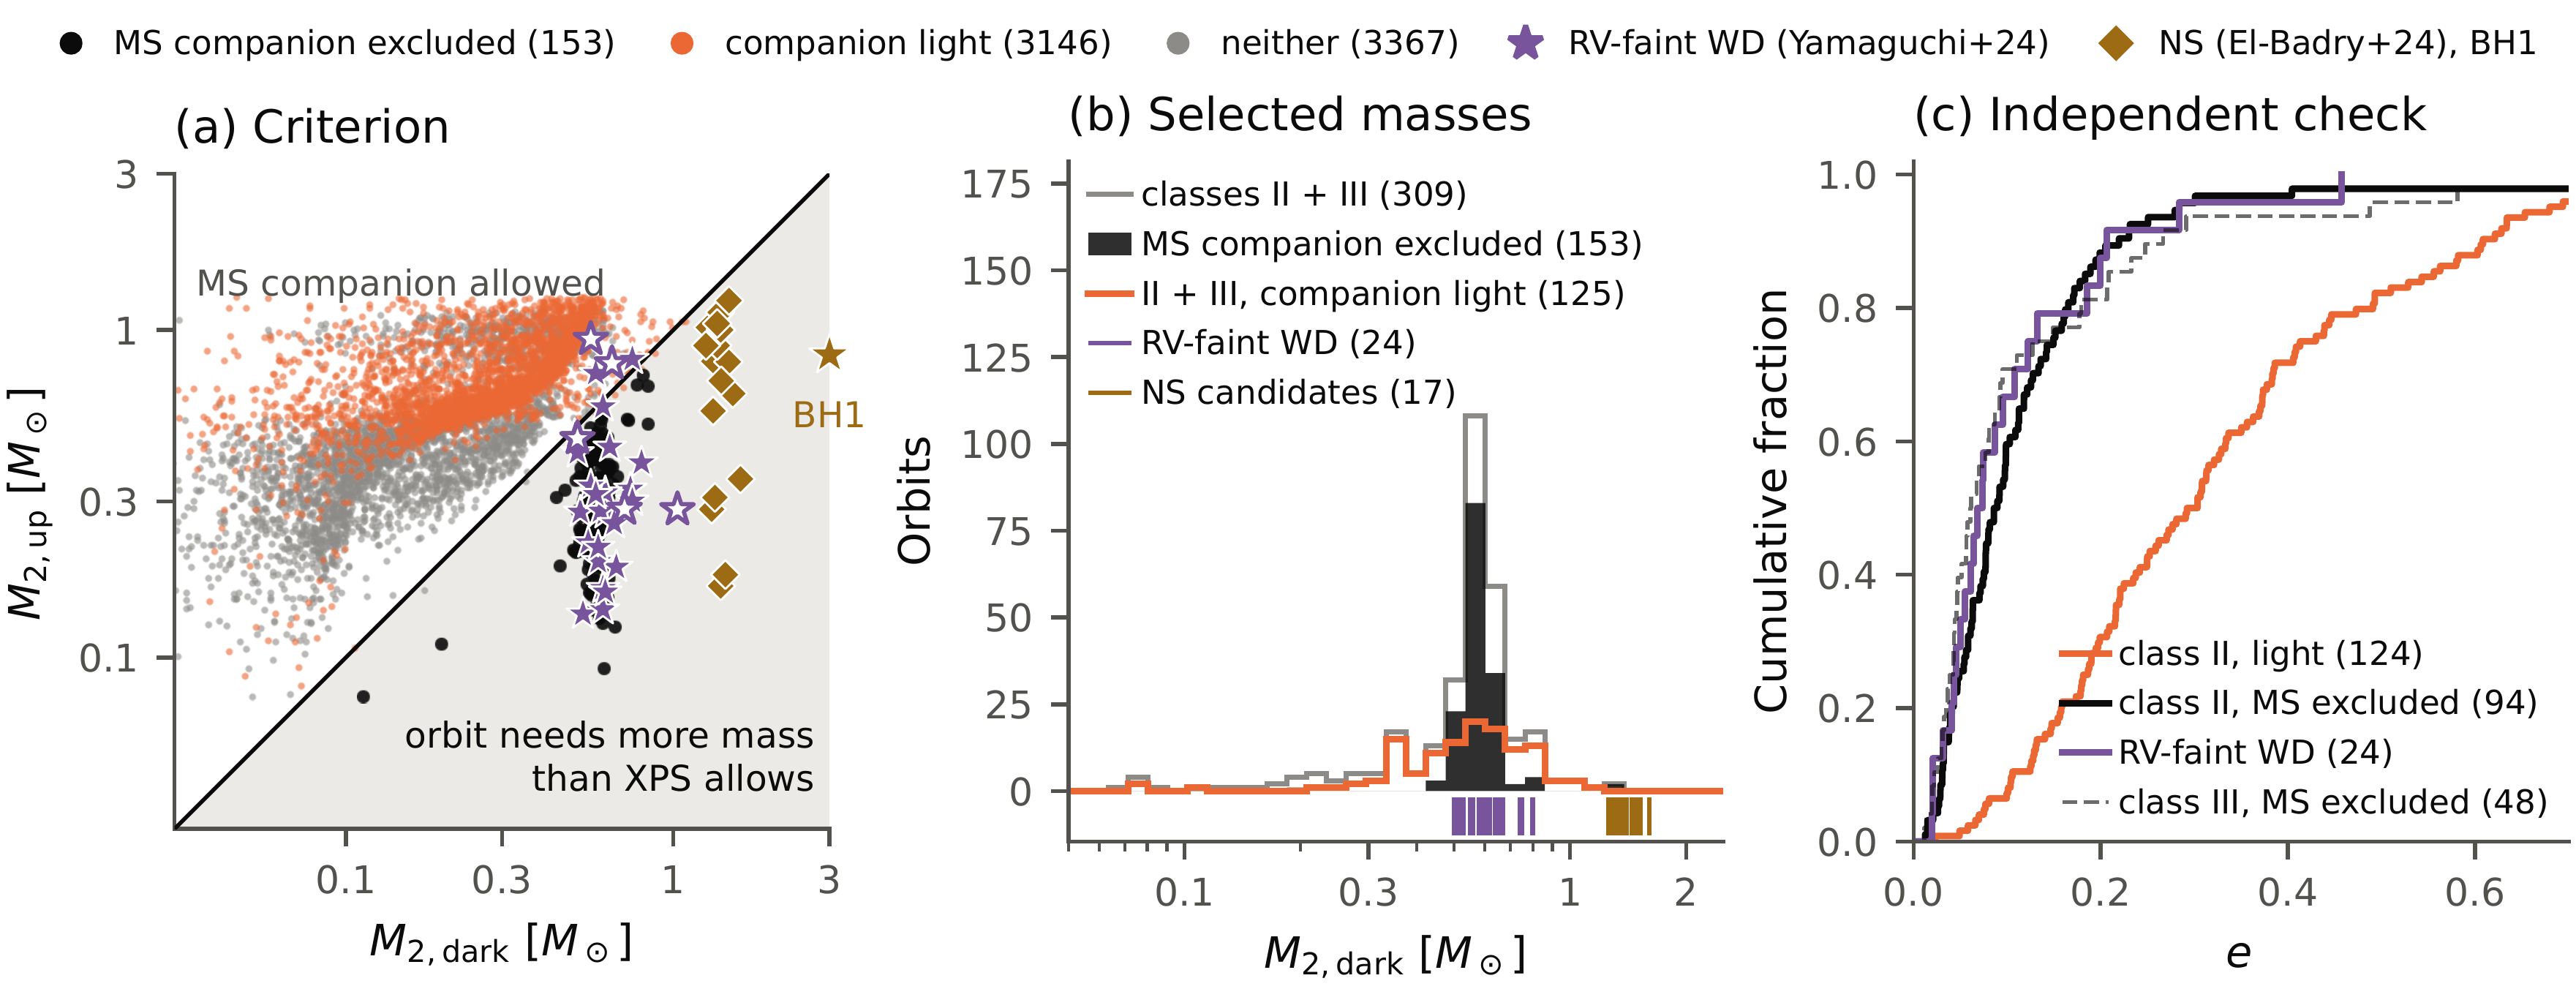 MS companion excluded (153)
companion light (3146)
neither (3367)
RV-faint WD (Yamaguchi+24)
NS (El-Badry+24), BH1
(a) Criterion
3
1
0.3
0.1
M2, up [M⊙]
MS companion allowed
BH1
orbit needs more mass
than XPS allows
0.1
0.3
1
3
M2, dark [M⊙]
(b) Selected masses
175
150
125
100
75
50
25
0
Orbits
classes II + III (309)
MS companion excluded (153)
II + III, companion light (125)
RV-faint WD (24)
NS candidates (17)
0.1
0.3
1
2
M2, dark [M⊙]
(c) Independent check
1.0
0.8
0.6
0.4
0.2
0.0
Cumulative fraction
class II, light (124)
class II, MS excluded (94)
RV-faint WD (24)
class III, MS excluded (48)
0.0
0.2
0.4
0.6
e